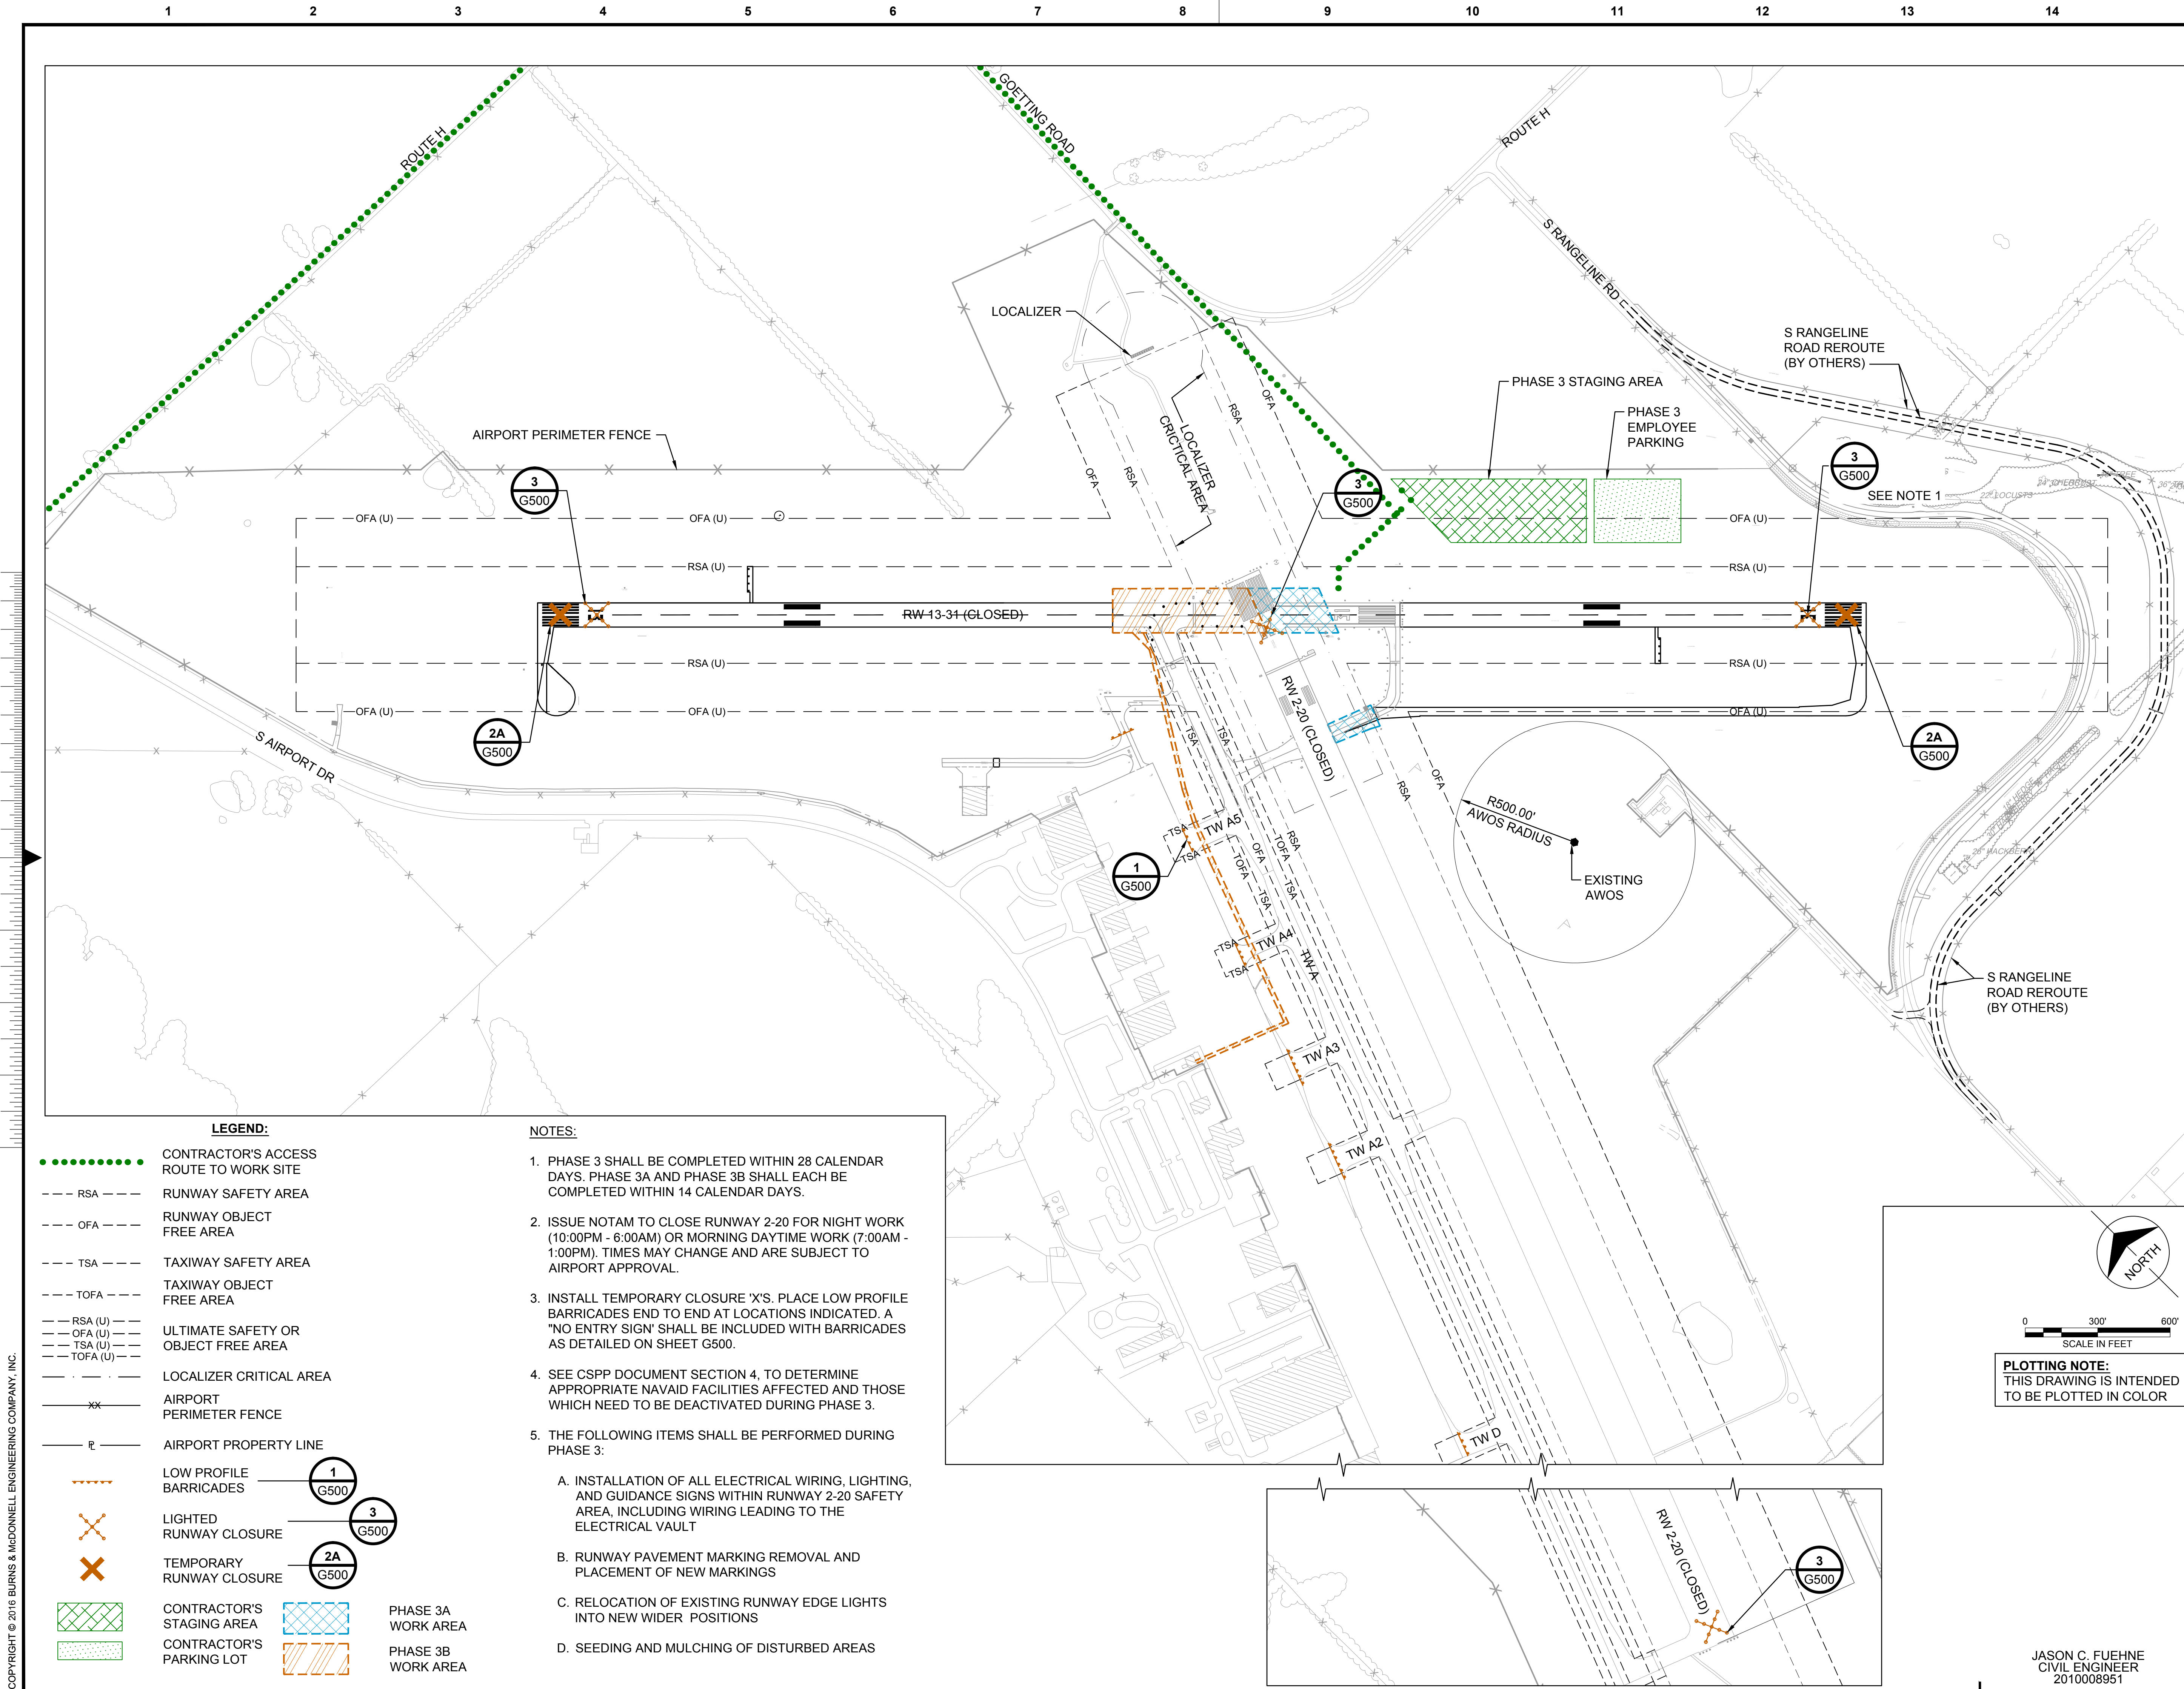 1 2 3 4 5 6 7 8 9 10 11 12 13 14
ROUTE H
GOETTING ROAD
ROUTE H
S RANGELINE RD
LOCALIZER
S RANGELINE
ROAD REROUTE
(BY OTHERS)
PHASE 3 STAGING AREA
PHASE 3
EMPLOYEE
PARKING
AIRPORT PERIMETER FENCE
OFA
RSA
LOCALIZER
CRICTICAL AREA
RSA
OFA
3
G500
3
G500
3
G500
SEE NOTE 1
22" LOCUSTS
OFA (U)
OFA (U)
OFA (U)
RSA (U)
RSA (U)
RW 13-31 (CLOSED)
RSA (U)
RSA (U)
OFA (U)
OFA (U)
OFA (U)
2A
G500
2A
G500
S AIRPORT DR
RW 2-20 (CLOSED)
TSA
TSA
RSA
OFA
R500.00'
AWOS RADIUS
EXISTING
AWOS
TSA
TW A5
TSA
TOFA
OFA
TOFA
RSA
TSA
TSA
1
G500
TSA
TW A4
TSA
TW A
TW A3
TW A2
TW D
S RANGELINE
ROAD REROUTE
(BY OTHERS)
LEGEND:
CONTRACTOR'S ACCESS
ROUTE TO WORK SITE
RSA RUNWAY SAFETY AREA
OFA RUNWAY OBJECT
FREE AREA
TSA TAXIWAY SAFETY AREA
TOFA TAXIWAY OBJECT
FREE AREA
RSA (U)
OFA (U)
TSA (U)
TOFA (U)
ULTIMATE SAFETY OR
OBJECT FREE AREA
LOCALIZER CRITICAL AREA
XX AIRPORT
PERIMETER FENCE
PL AIRPORT PROPERTY LINE
LOW PROFILE
BARRICADES
1
G500
LIGHTED
RUNWAY CLOSURE
3
G500
TEMPORARY
RUNWAY CLOSURE
2A
G500
CONTRACTOR'S
STAGING AREA
CONTRACTOR'S
PARKING LOT
PHASE 3A
WORK AREA
PHASE 3B
WORK AREA
NOTES:
1. PHASE 3 SHALL BE COMPLETED WITHIN 28 CALENDAR
DAYS. PHASE 3A AND PHASE 3B SHALL EACH BE
COMPLETED WITHIN 14 CALENDAR DAYS.
2. ISSUE NOTAM TO CLOSE RUNWAY 2-20 FOR NIGHT WORK
(10:00PM - 6:00AM) OR MORNING DAYTIME WORK (7:00AM -
1:00PM). TIMES MAY CHANGE AND ARE SUBJECT TO
AIRPORT APPROVAL.
3. INSTALL TEMPORARY CLOSURE 'X'S. PLACE LOW PROFILE
BARRICADES END TO END AT LOCATIONS INDICATED. A
"NO ENTRY SIGN' SHALL BE INCLUDED WITH BARRICADES
AS DETAILED ON SHEET G500.
4. SEE CSPP DOCUMENT SECTION 4, TO DETERMINE
APPROPRIATE NAVAID FACILITIES AFFECTED AND THOSE
WHICH NEED TO BE DEACTIVATED DURING PHASE 3.
5. THE FOLLOWING ITEMS SHALL BE PERFORMED DURING
PHASE 3:
A. INSTALLATION OF ALL ELECTRICAL WIRING, LIGHTING,
AND GUIDANCE SIGNS WITHIN RUNWAY 2-20 SAFETY
AREA, INCLUDING WIRING LEADING TO THE
ELECTRICAL VAULT
B. RUNWAY PAVEMENT MARKING REMOVAL AND
PLACEMENT OF NEW MARKINGS
C. RELOCATION OF EXISTING RUNWAY EDGE LIGHTS
INTO NEW WIDER POSITIONS
D. SEEDING AND MULCHING OF DISTURBED AREAS
RW 2-20 (CLOSED)
3
G500
NORTH
0 300' 600'
SCALE IN FEET
PLOTTING NOTE:
THIS DRAWING IS INTENDED
TO BE PLOTTED IN COLOR
JASON C. FUEHNE
CIVIL ENGINEER
2010008951
COPYRIGHT © 2016 BURNS & McDONNELL ENGINEERING COMPANY, INC.